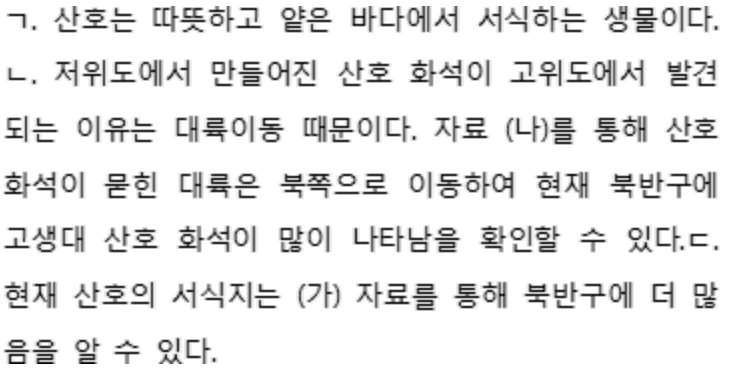 ㄱ. 산호는 따뜻하고 얕은 바다에서 서식하는 생물이다.
ㄴ. 저위도에서 만들어진 산호 화석이 고위도에서 발견
되는 이유는 대륙이동 때문이다. 자료 (나)를 통해 산호
화석이 묻힌 대륙은 북쪽으로 이동하여 현재 북반구에
고생대 산호 화석이 많이 나타남을 확인할 수 있다.ㄷ.
현재 산호의 서식지는 (가) 자료를 통해 북반구에 더 많
음을 알 수 있다.